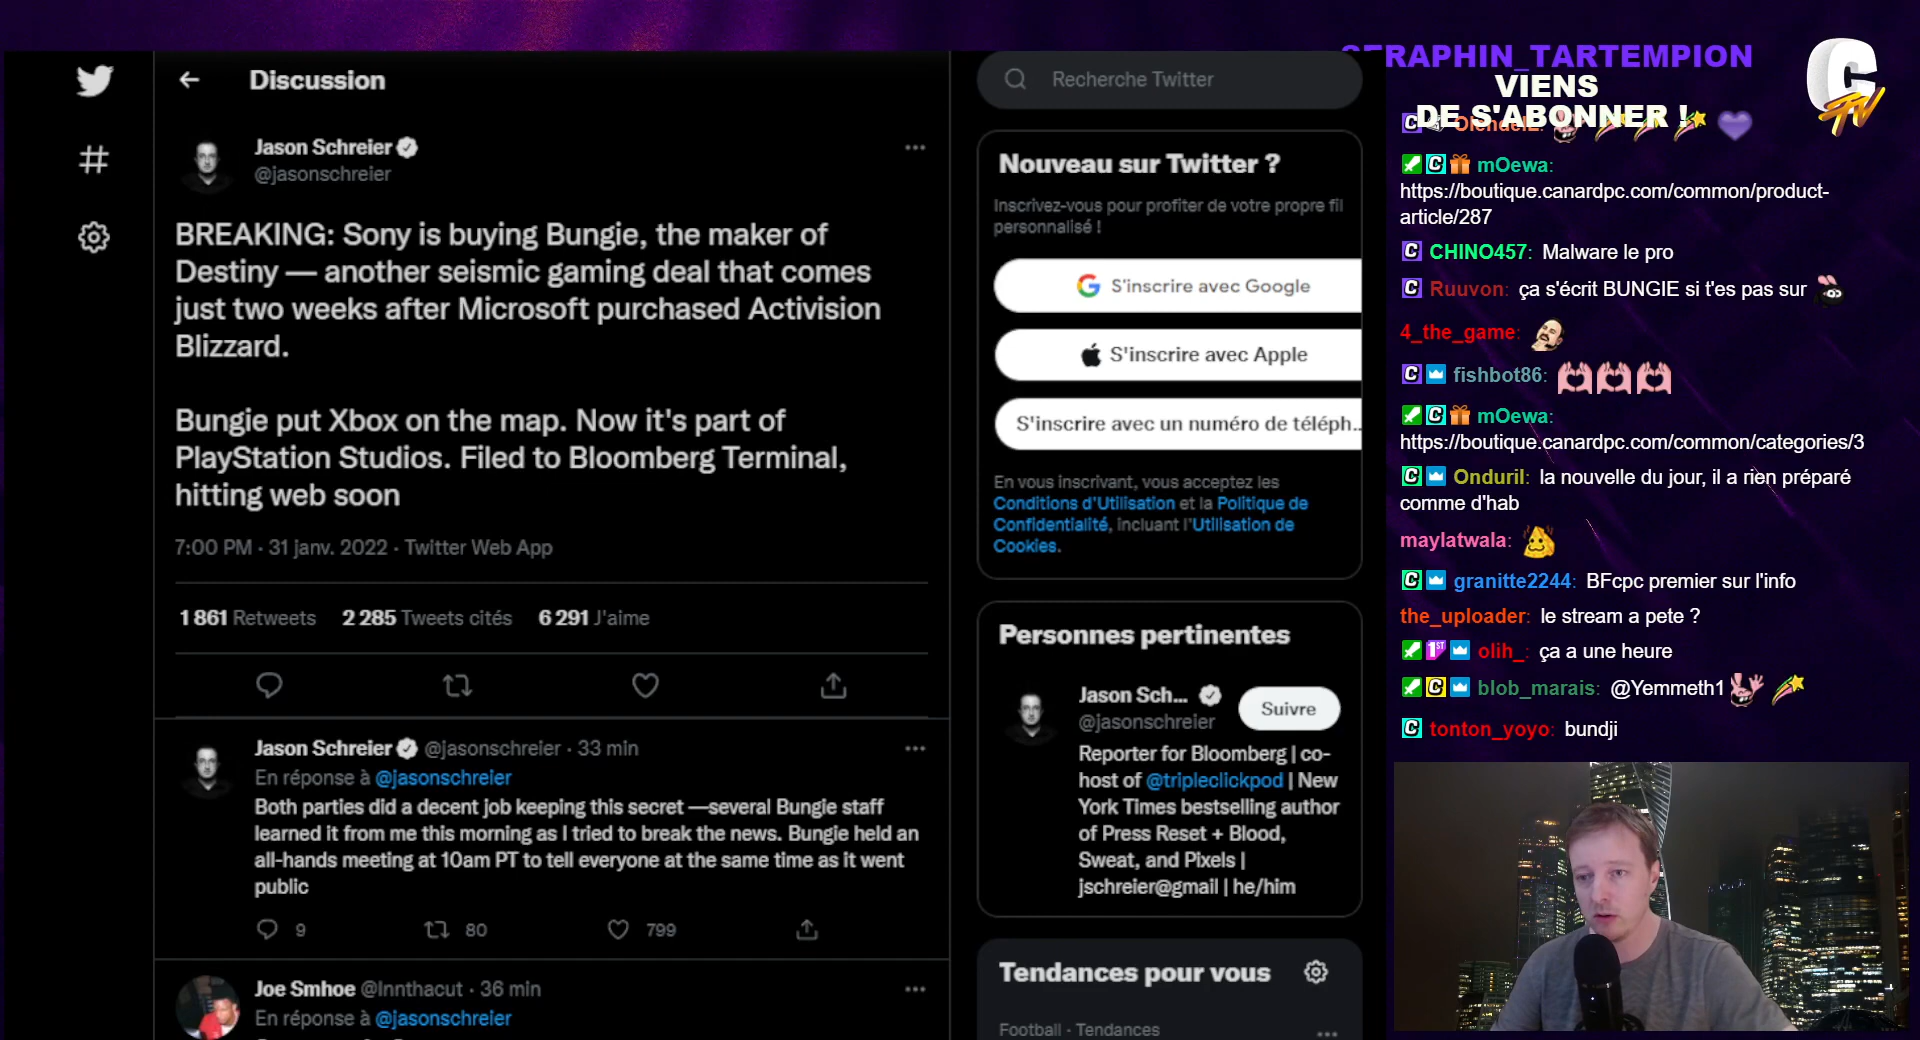 Discussion
Jason Schreier
@jasonschreier
BREAKING: Sony is buying Bungie, the maker of
Destiny — another seismic gaming deal that comes
just two weeks after Microsoft purchased Activision
Blizzard.
Bungie put Xbox on the map. Now it's part of
PlayStation Studios. Filed to Bloomberg Terminal,
hitting web soon
7:00 PM · 31 janv. 2022 · Twitter Web App
1 861 Retweets 2 285 Tweets cités 6 291 J'aime
Jason Schreier @jasonschreier · 33 min
En réponse à @jasonschreier
Both parties did a decent job keeping this secret —several Bungie staff
learned it from me this morning as I tried to break the news. Bungie held an
all-hands meeting at 10am PT to tell everyone at the same time as it went
public
9 80 799
Joe Smhoe @Innthacut · 36 min
En réponse à @jasonschreier
Recherche Twitter
Nouveau sur Twitter ?
Inscrivez-vous pour profiter de votre propre fil
personnalisé !
S'inscrire avec Google
S'inscrire avec Apple
S'inscrire avec un numéro de téléph...
En vous inscrivant, vous acceptez les
Conditions d'Utilisation et la Politique de
Confidentialité, incluant l'Utilisation de
Cookies.
Personnes pertinentes
Jason Sch...
Suivre
@jasonschreier
Reporter for Bloomberg | co-
host of @tripleclickpod | New
York Times bestselling author
of Press Reset + Blood,
Sweat, and Pixels |
jschreier@gmail | he/him
Tendances pour vous
Football · Tendances
SERAPHIN_TARTEMPION
VIENS
DE S'ABONNER !
C TV
mOewa:
https://boutique.canardpc.com/common/product-
article/287
CHINO457: Malware le pro
Ruuvon: ça s'écrit BUNGIE si t'es pas sur
4_the_game:
fishbot86:
mOewa:
https://boutique.canardpc.com/common/categories/3
Onduril: la nouvelle du jour, il a rien préparé
comme d'hab
maylatwala:
granitte2244: BFcpc premier sur l'info
the_uploader: le stream a pete ?
1ST olih_: ça a une heure
blob_marais: @Yemmeth1
tonton_yoyo: bundji